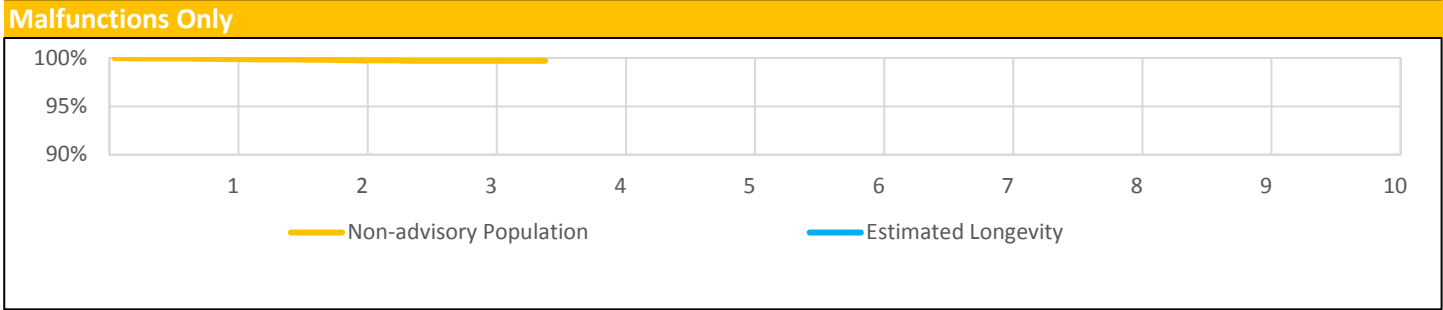 Malfunctions Only
100%
95%
90%
1 2 3 4 5 6 7 8 9 10
Non-advisory Population Estimated Longevity